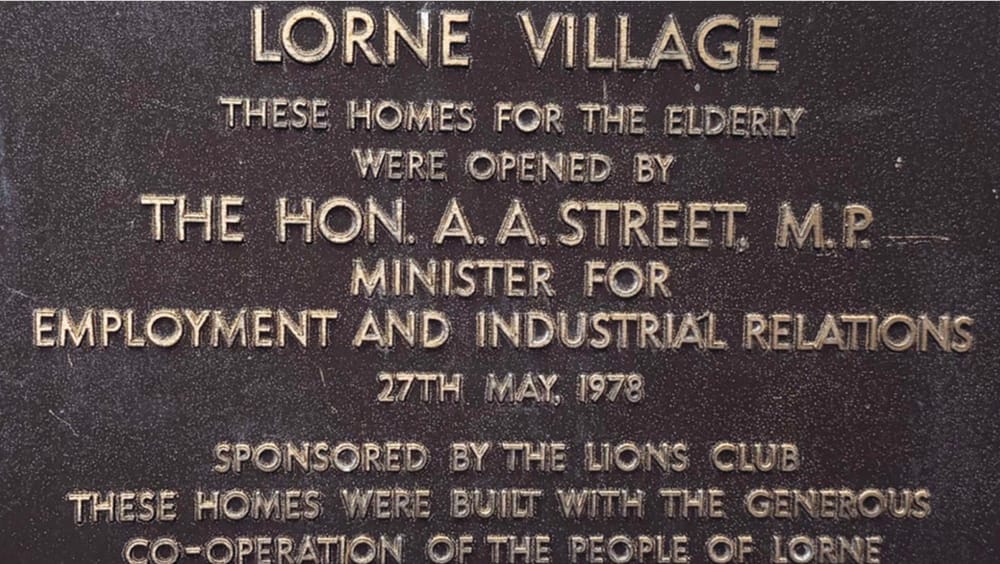 LORNE VILLAGE
THESE HOMES FOR THE ELDERLY
WERE OPENED BY
THE HON. A. A. STREET, M.P.
MINISTER FOR
EMPLOYMENT AND INDUSTRIAL RELATIONS
27TH MAY, 1978
SPONSORED BY THE LIONS CLUB
THESE HOMES WERE BUILT WITH THE GENEROUS
CO-OPERATION OF THE PEOPLE OF LORNE